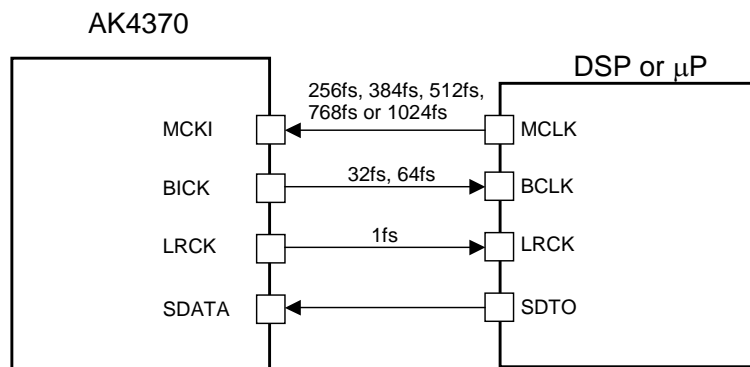 AK4370
DSP or μP
256fs, 384fs, 512fs,
768fs or 1024fs
MCKI
MCLK
32fs, 64fs
BICK
BCLK
1fs
LRCK
LRCK
SDATA
SDTO